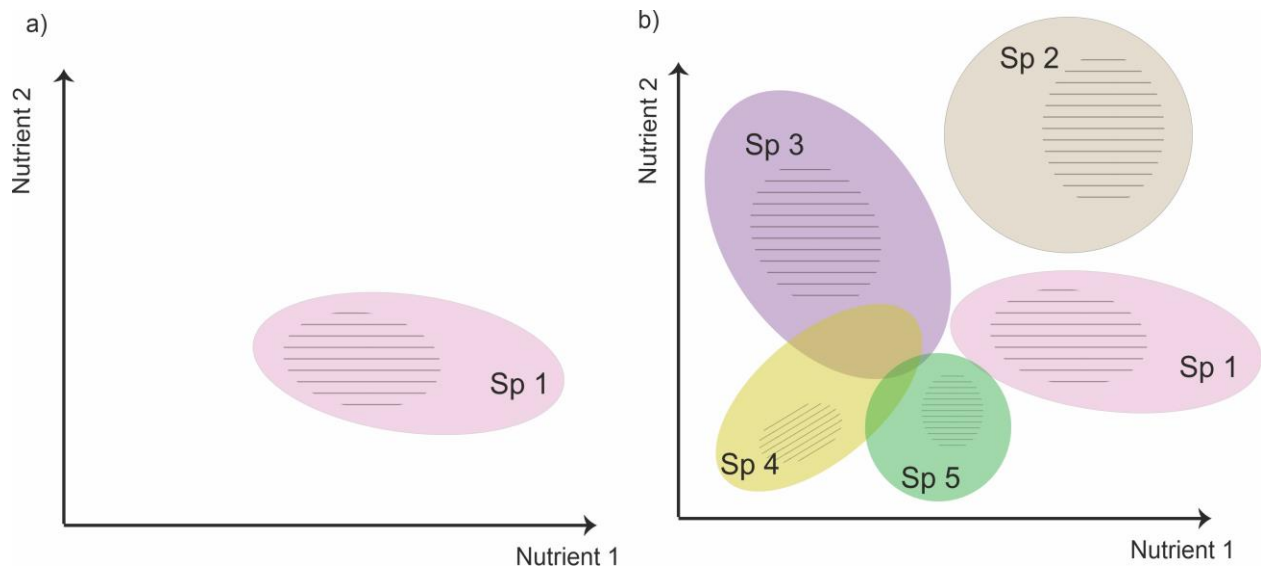 a)
Nutrient 2
Sp 1
Nutrient 1
b)
Nutrient 2
Sp 2
Sp 3
Sp 1
Sp 4
Sp 5
Nutrient 1